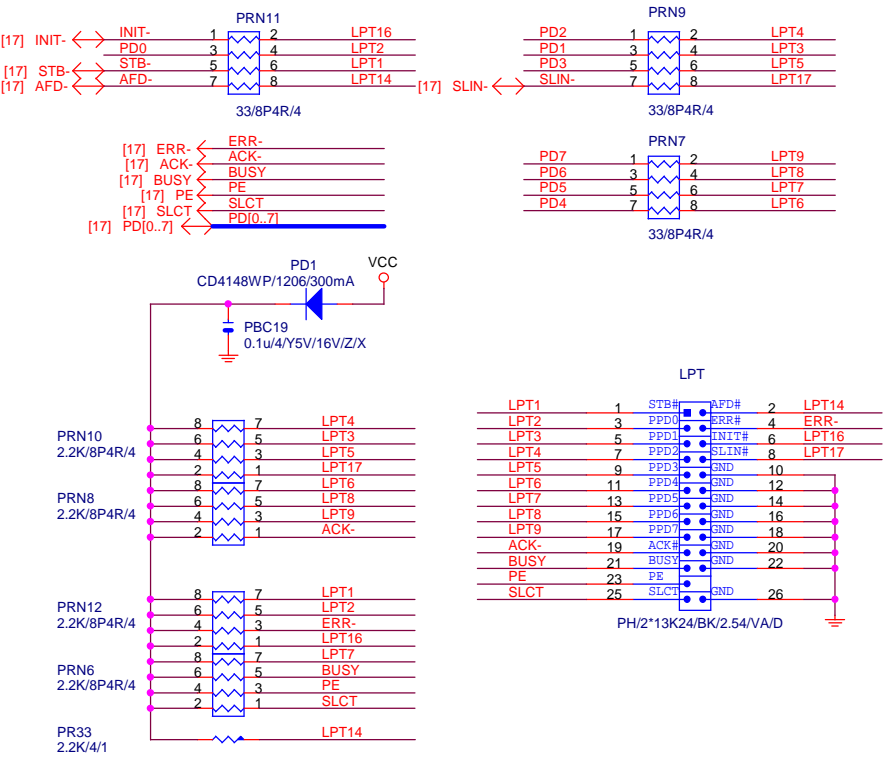 PRN11
[17] INIT- INIT- 1 2 LPT16
PD0 3 4 LPT2
[17] STB- STB- 5 6 LPT1
[17] AFD- AFD- 7 8 LPT14
33/8P4R/4
PRN9
PD2 1 2 LPT4
PD1 3 4 LPT3
PD3 5 6 LPT5
[17] SLIN- SLIN- 7 8 LPT17
33/8P4R/4
[17] ERR- ERR-
[17] ACK- ACK-
[17] BUSY BUSY
[17] PE PE
[17] SLCT SLCT
[17] PD[0..7] PD[0..7]
PRN7
PD7 1 2 LPT9
PD6 3 4 LPT8
PD5 5 6 LPT7
PD4 7 8 LPT6
33/8P4R/4
PD1
CD4148WP/1206/300mA
VCC
PBC19
0.1u/4/Y5V/16V/Z/X
PRN10
2.2K/8P4R/4
8 7 LPT4
6 5 LPT3
4 3 LPT5
2 1 LPT17
PRN8
2.2K/8P4R/4
8 7 LPT6
6 5 LPT8
4 3 LPT9
2 1 ACK-
PRN12
2.2K/8P4R/4
8 7 LPT1
6 5 LPT2
4 3 ERR-
2 1 LPT16
PRN6
2.2K/8P4R/4
8 7 LPT7
6 5 BUSY
4 3 PE
2 1 SLCT
PR33
2.2K/4/1
LPT14
LPT
LPT1 1 STB# AFD# 2 LPT14
LPT2 3 PPD0 ERR# 4 ERR-
LPT3 5 PPD1 INIT# 6 LPT16
LPT4 7 PPD2 SLIN# 8 LPT17
LPT5 9 PPD3 GND 10
LPT6 11 PPD4 GND 12
LPT7 13 PPD5 GND 14
LPT8 15 PPD6 GND 16
LPT9 17 PPD7 GND 18
ACK- 19 ACK# GND 20
BUSY 21 BUSY GND 22
PE 23 PE
SLCT 25 SLCT GND 26
PH/2*13K24/BK/2.54/VA/D